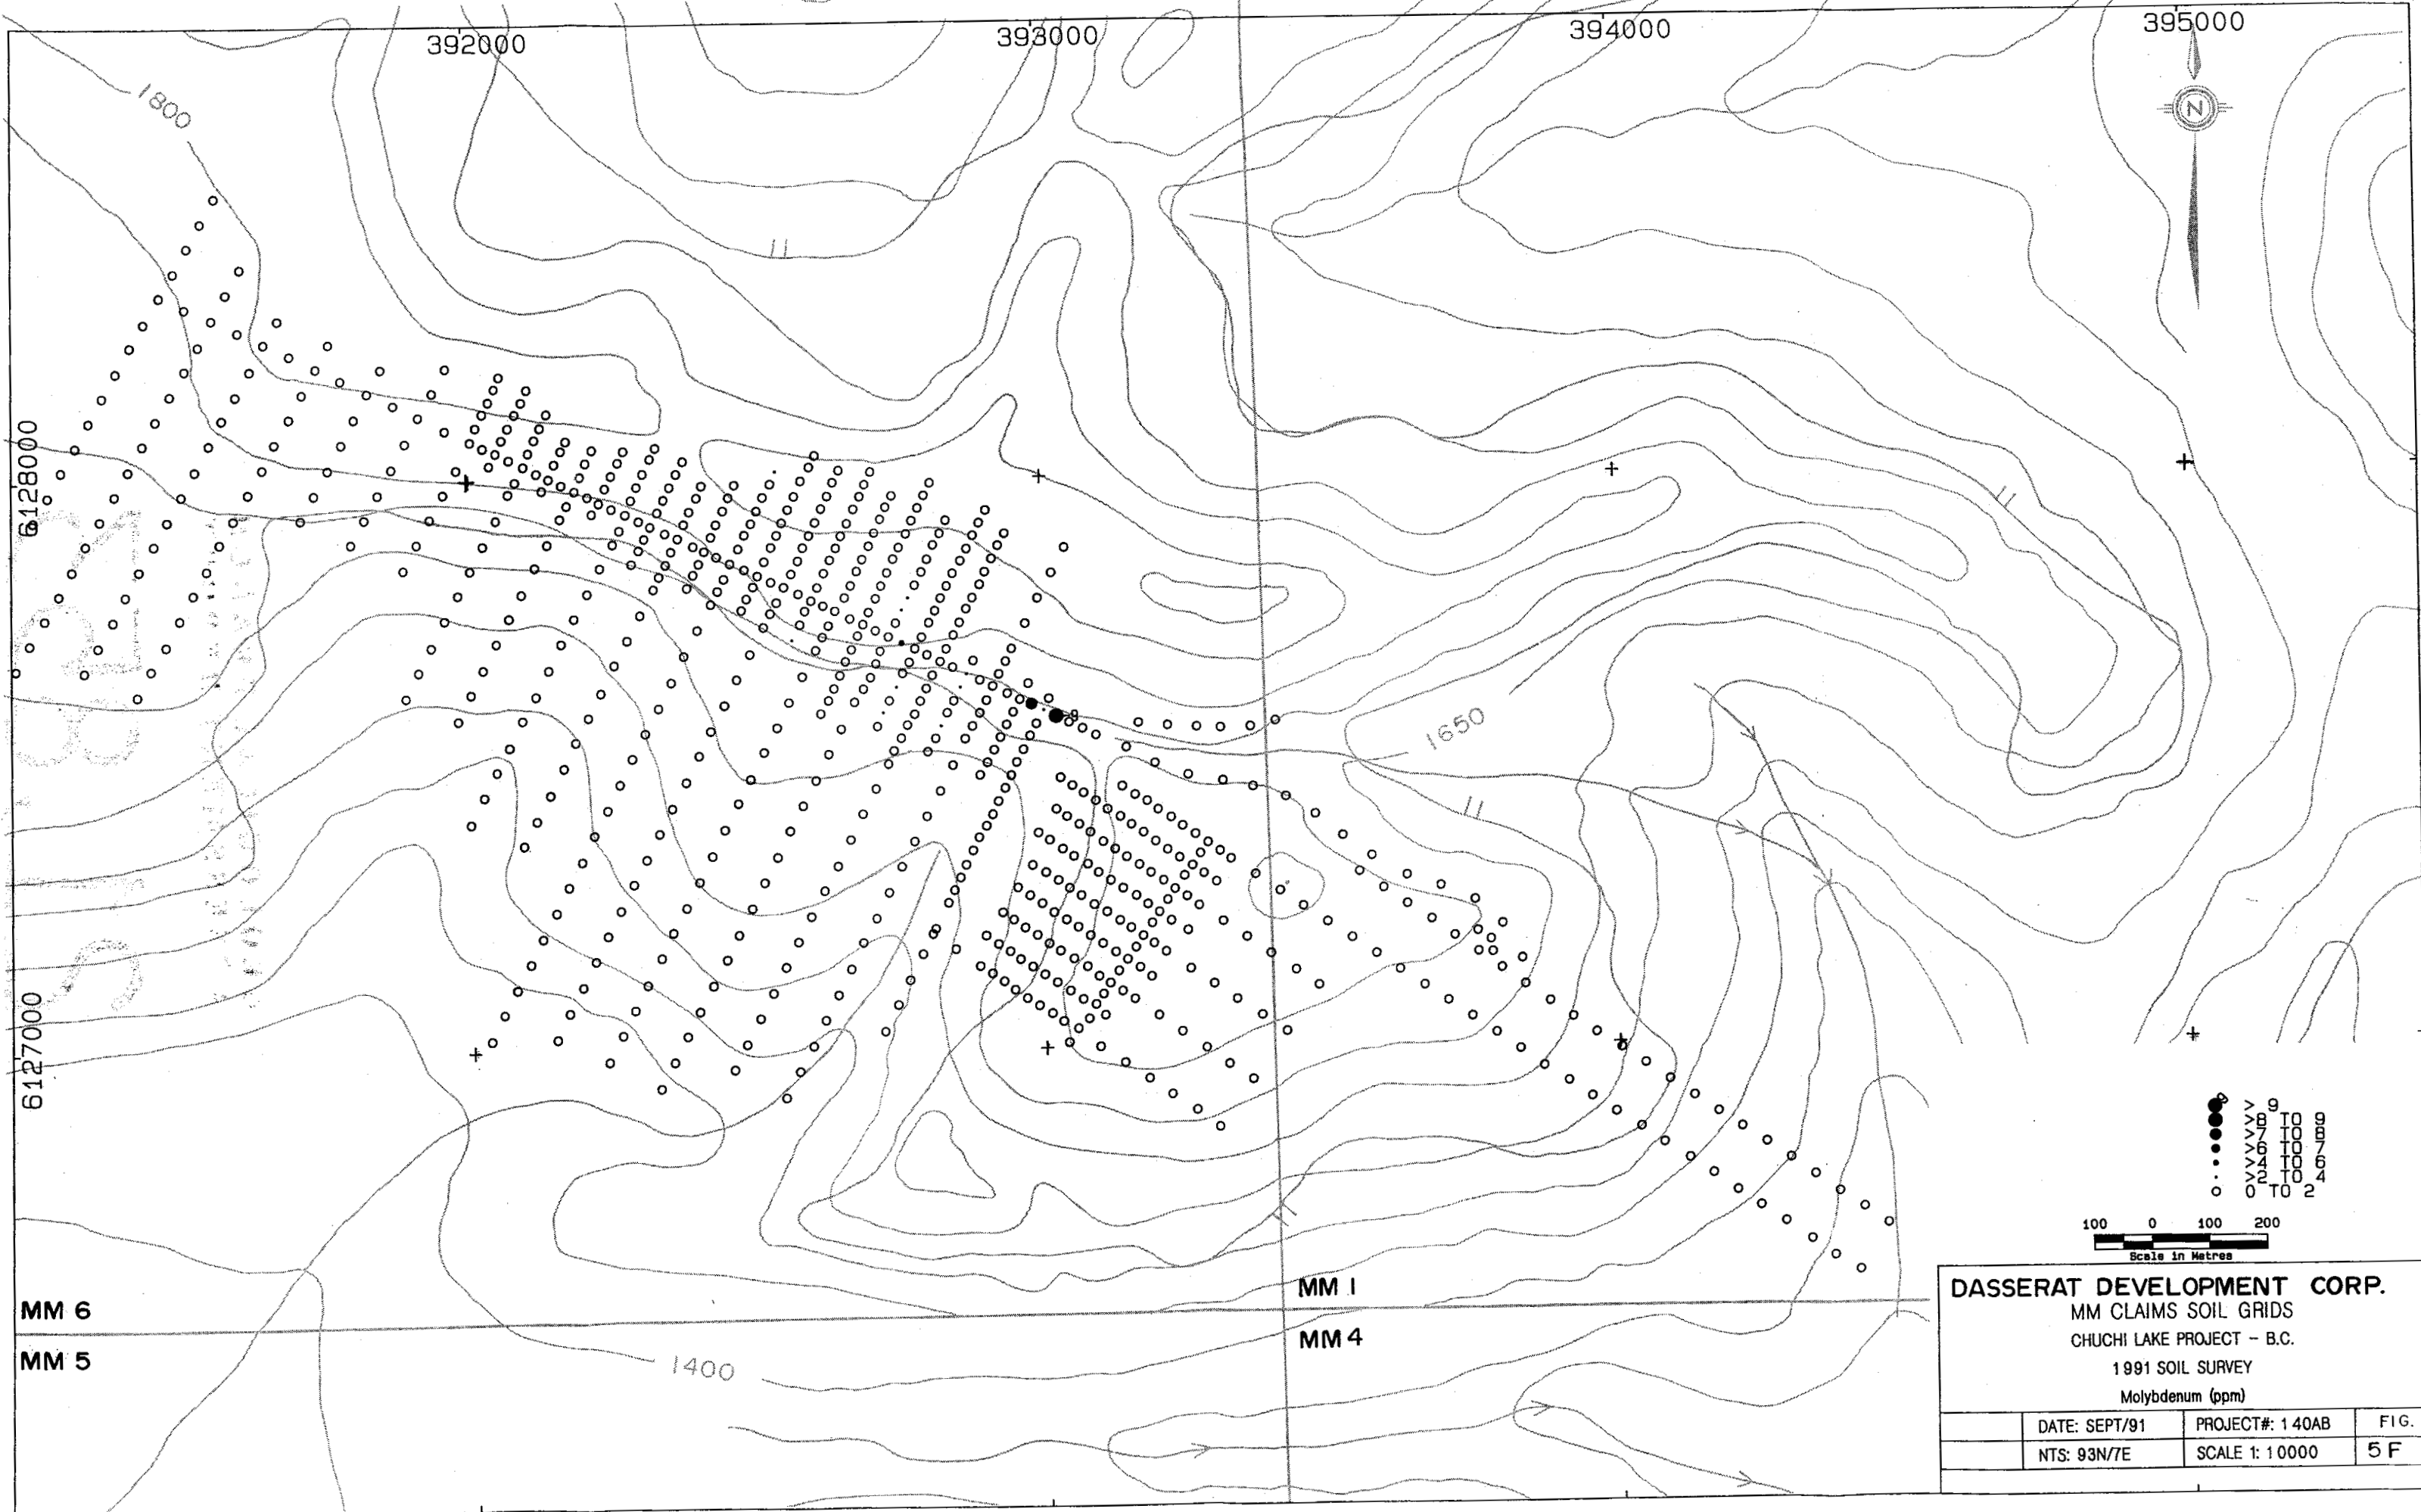 392000
393000
394000
395000
1800
N
6128000
9
1650
6127000
> 9
>8 TO 9
>7 TO 8
>6 TO 7
>4 TO 6
>2 TO 4
0 TO 2
100 0 100 200
Scale in Metres
MM 1
MM 6
MM 4
MM 5
1400
DASSERAT DEVELOPMENT CORP.
MM CLAIMS SOIL GRIDS
CHUCHI LAKE PROJECT - B.C.
1991 SOIL SURVEY
Molybdenum (ppm)
DATE: SEPT/91 PROJECT#: 140AB FIG.
NTS: 93N/7E SCALE 1: 10000 5F